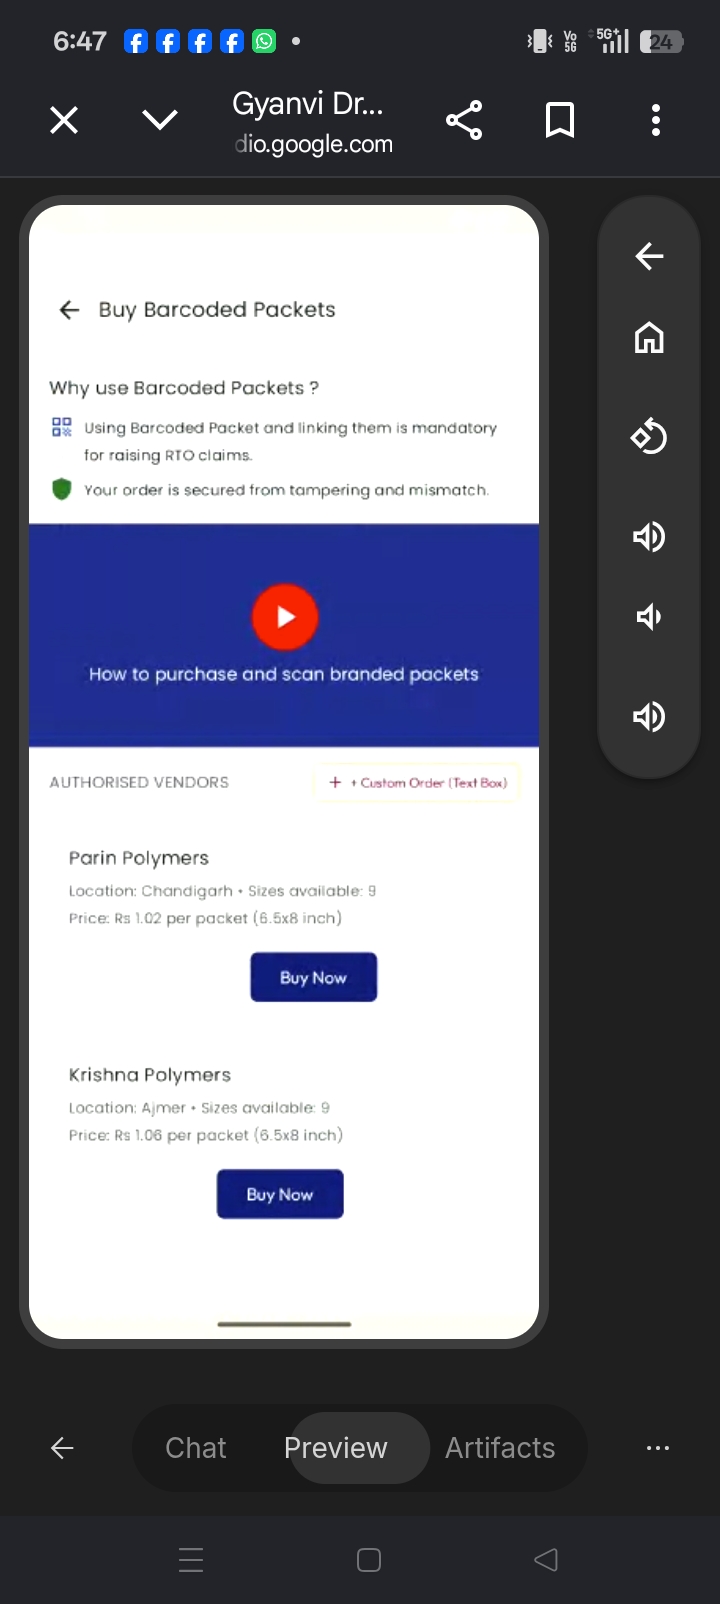 6:47
Vo
5G
5G+
24
Gyanvi Dr...
dio.google.com
Buy Barcoded Packets
Why use Barcoded Packets ?
Using Barcoded Packet and linking them is mandatory
for raising RTO claims.
Your order is secured from tampering and mismatch.
How to purchase and scan branded packets
AUTHORISED VENDORS
+ + Custom Order (Text Box)
Parin Polymers
Location: Chandigarh • Sizes available: 9
Price: Rs 1.02 per packet (6.5x8 inch)
Buy Now
Krishna Polymers
Location: Ajmer • Sizes available: 9
Price: Rs 1.06 per packet (6.5x8 inch)
Buy Now
Chat Preview Artifacts